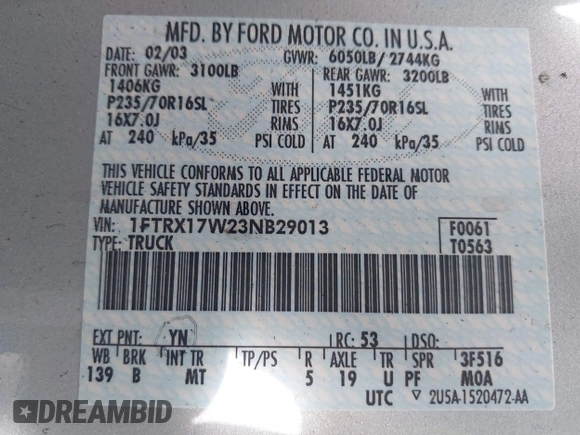 MFD. BY FORD MOTOR CO. IN U.S.A.
DATE: 02/03 GVWR: 6050LB/ 2744KG
FRONT GAWR: 3100LB REAR GAWR: 3200LB
1406KG WITH 1451KG WITH
P235/70R16SL TIRES P235/70R16SL TIRES
16X7.0J RIMS 16X7.0J RIMS
AT 240 kPa/35 PSI COLD AT 240 kPa/35 PSI COLD
THIS VEHICLE CONFORMS TO ALL APPLICABLE FEDERAL MOTOR
VEHICLE SAFETY STANDARDS IN EFFECT ON THE DATE OF
MANUFACTURE SHOWN ABOVE.
VIN: 1FTRX17W23NB29013 F0061
TYPE: TRUCK T0563
EXT PNT: YN RC: 53 DSO:
WB BRK INT TR TP/PS R AXLE TR SPR 3F516
139 B MT 5 19 U PF MOA
UTC ▽ 2U5A-1520472-AA
DREAMBID